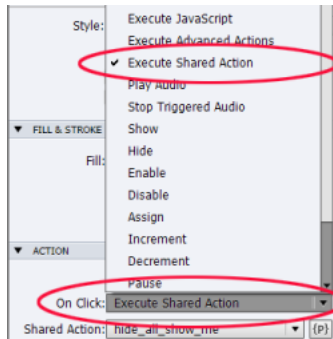 Style:
Execute JavaScript
Execute Advanced Actions
✔ Execute Shared Action
Play Audio
Stop Triggered Audio
▼ FILL & STROKE
Show
Hide
Fill:
Enable
Disable
Assign
Increment
▼ ACTION
Decrement
Pause
On Click: Execute Shared Action
Shared Action: hide_all_show_me {P}